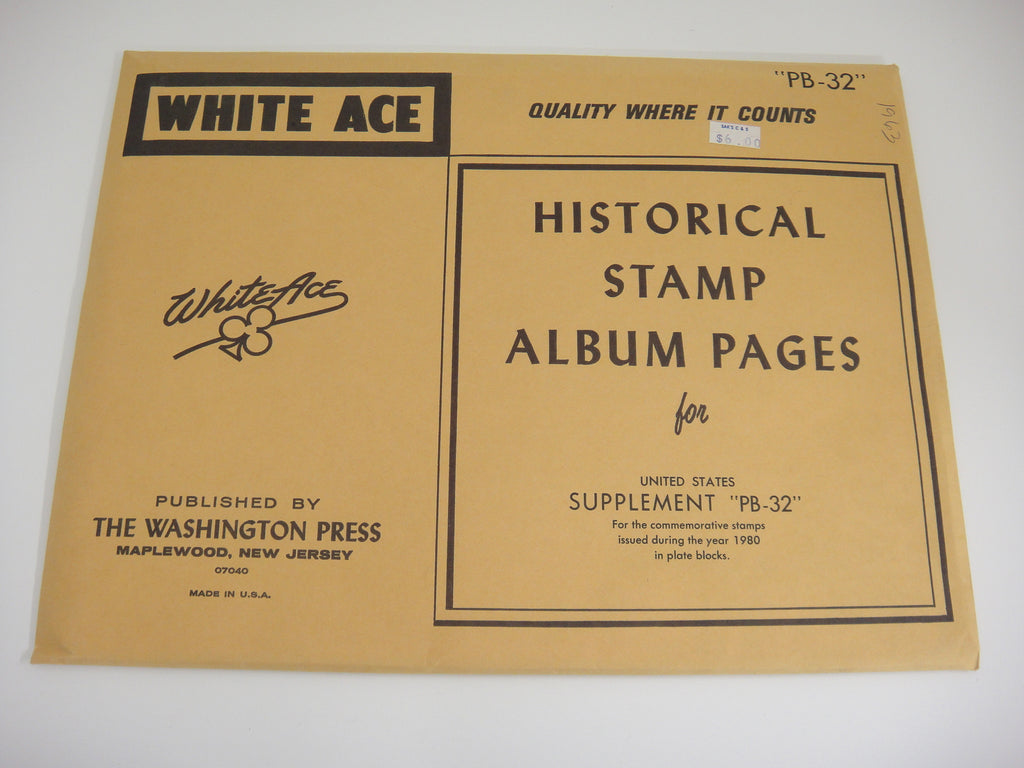 "PB-32"
WHITE ACE
QUALITY WHERE IT COUNTS
$6.00
HISTORICAL
STAMP
ALBUM PAGES
for
UNITED STATES
SUPPLEMENT "PB-32"
For the commemorative stamps
issued during the year 1980
in plate blocks.
White Ace
PUBLISHED BY
THE WASHINGTON PRESS
MAPLEWOOD, NEW JERSEY
07040
MADE IN U.S.A.